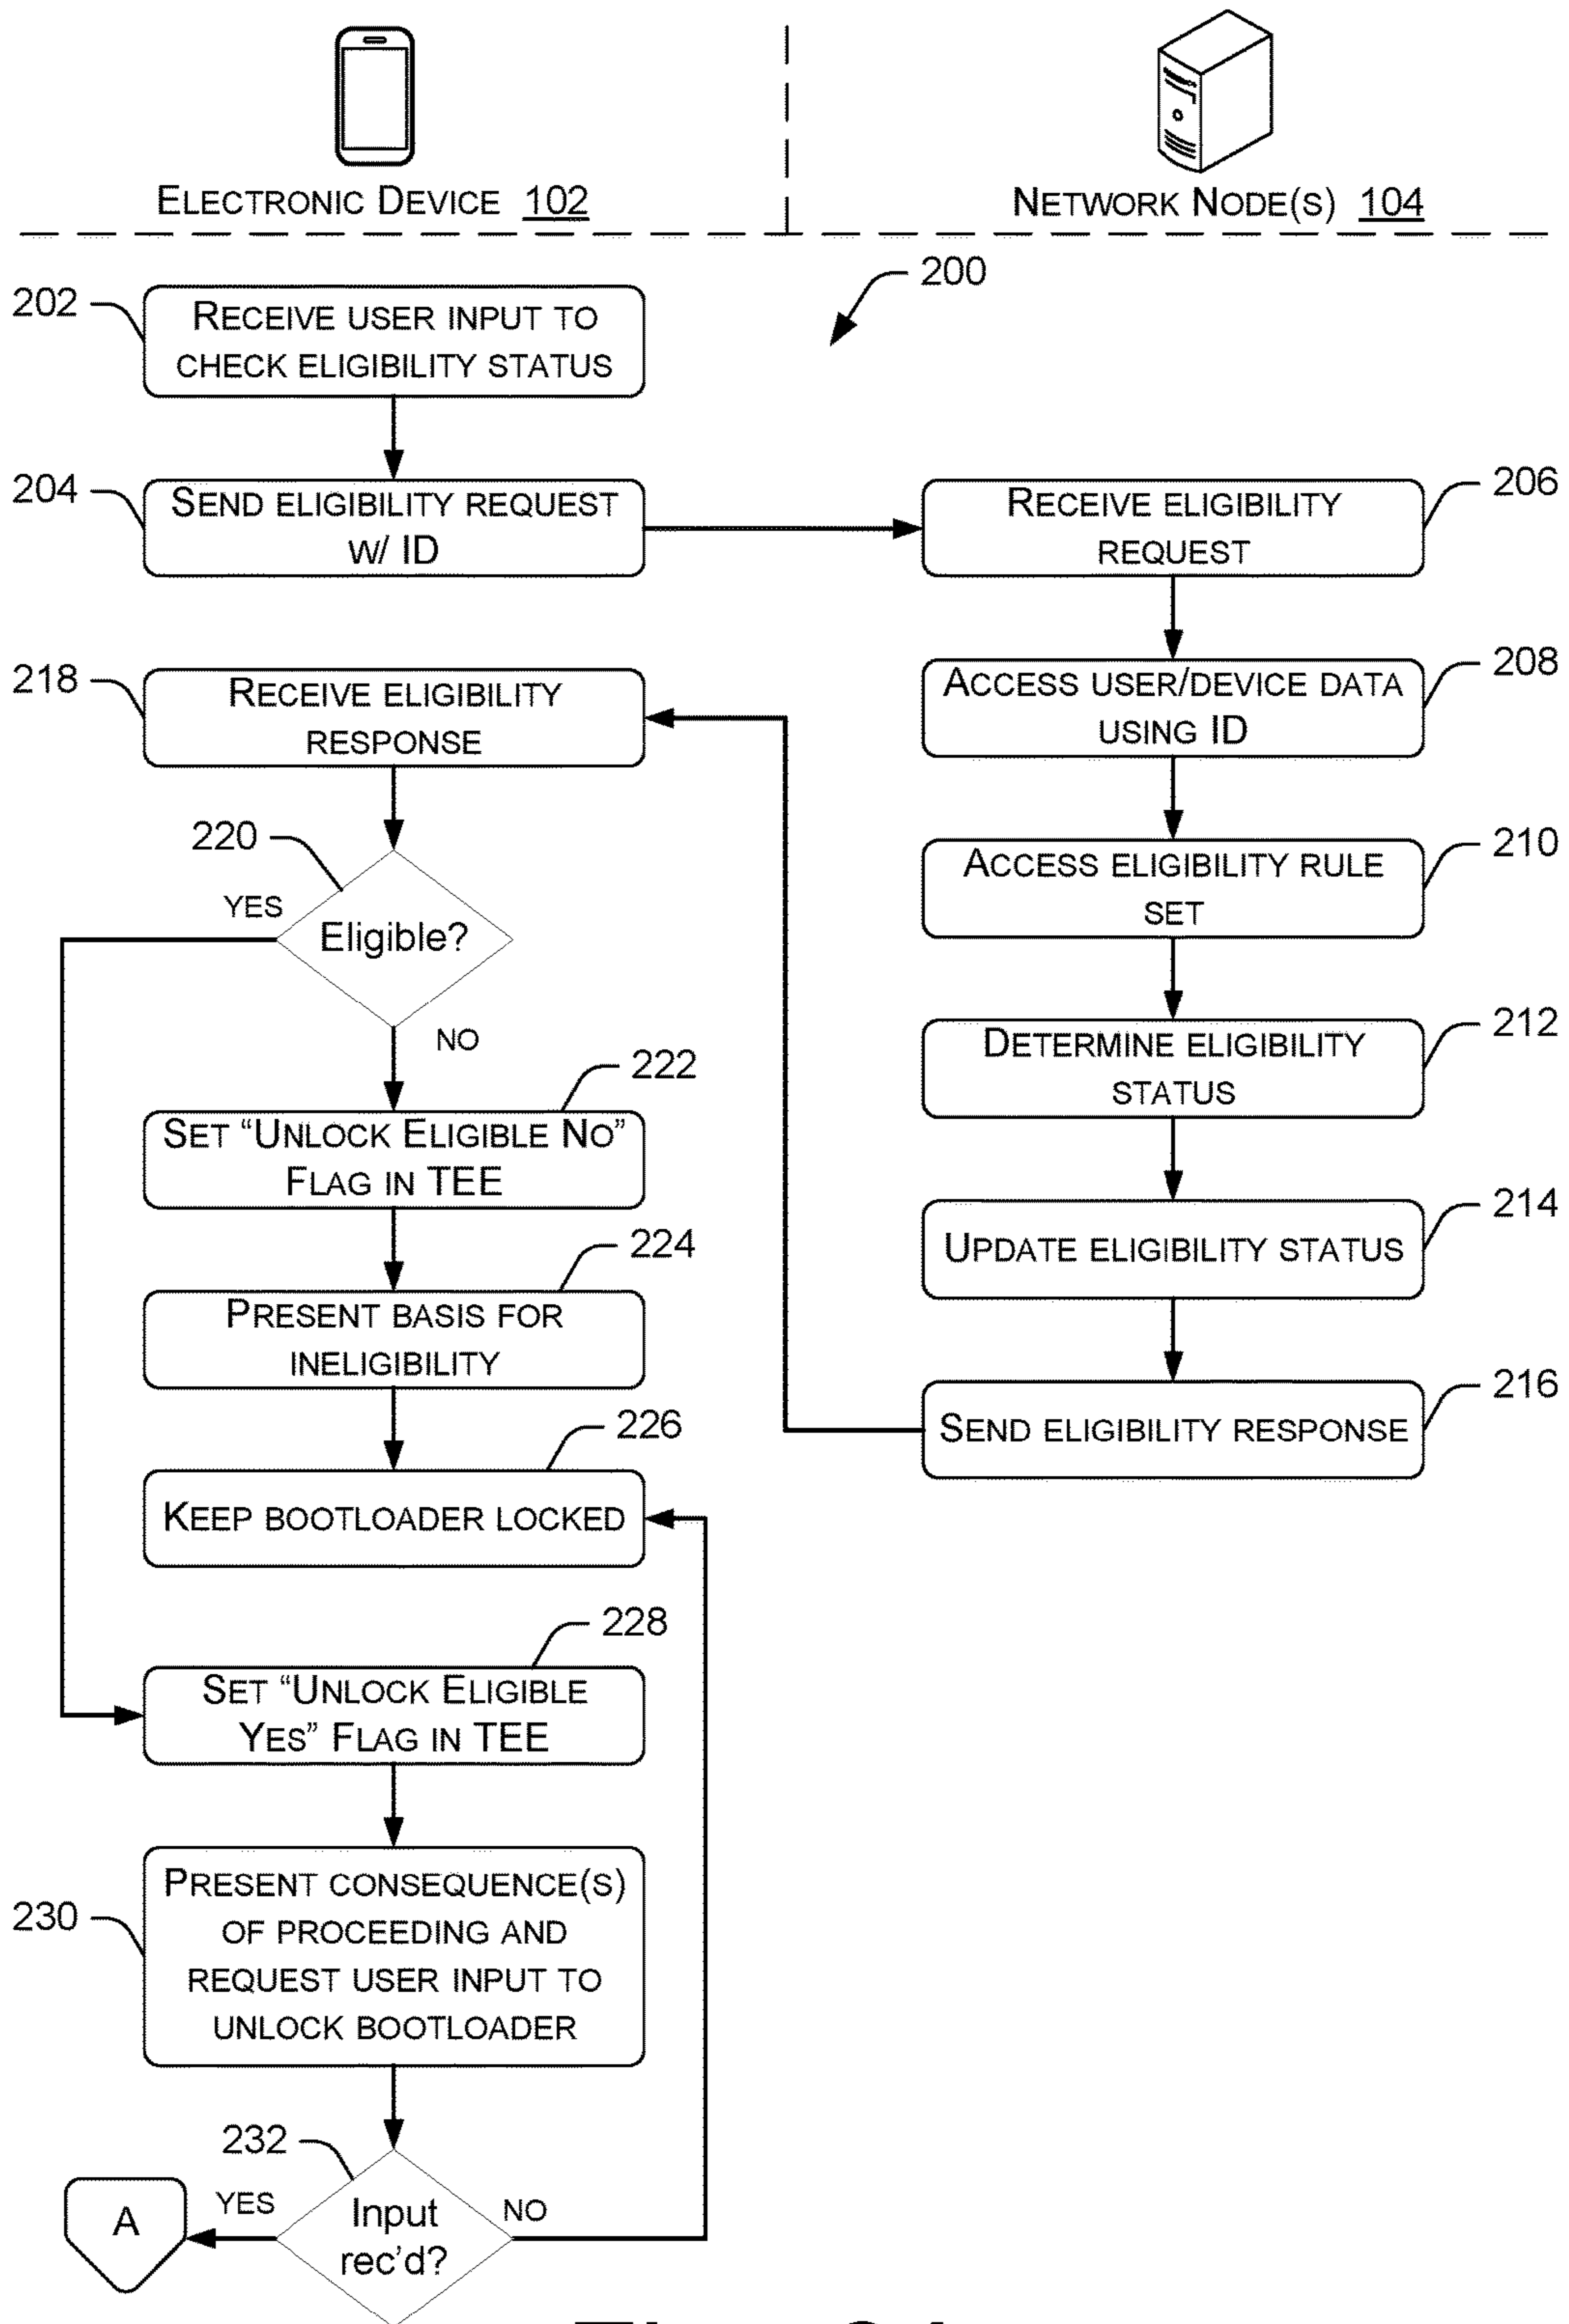 ELECTRONIC DEVICE 102
NETWORK NODE(S) 104
200
202
RECEIVE USER INPUT TO
CHECK ELIGIBILITY STATUS
204
SEND ELIGIBILITY REQUEST
W/ ID
206
RECEIVE ELIGIBILITY
REQUEST
208
ACCESS USER/DEVICE DATA
USING ID
210
ACCESS ELIGIBILITY RULE
SET
212
DETERMINE ELIGIBILITY
STATUS
214
UPDATE ELIGIBILITY STATUS
216
SEND ELIGIBILITY RESPONSE
218
RECEIVE ELIGIBILITY
RESPONSE
220
YES
Eligible?
NO
222
SET “UNLOCK ELIGIBLE NO”
FLAG IN TEE
224
PRESENT BASIS FOR
INELIGIBILITY
226
KEEP BOOTLOADER LOCKED
228
SET “UNLOCK ELIGIBLE
YES” FLAG IN TEE
230
PRESENT CONSEQUENCE(S)
OF PROCEEDING AND
REQUEST USER INPUT TO
UNLOCK BOOTLOADER
232
A
YES
Input
rec’d?
NO